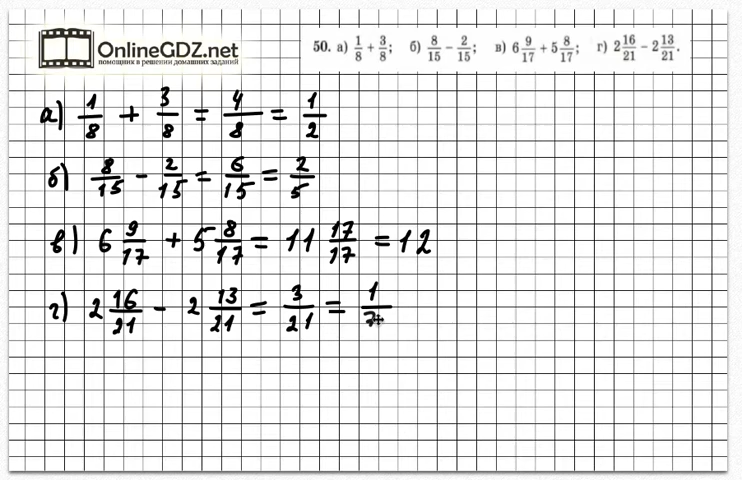 OnlineGDZ.net
помощник в решении домашних заданий
50. а) 1/8 + 3/8; б) 8/15 − 2/15; в) 6 9/17 + 5 8/17; г) 2 16/21 − 2 13/21.
а) 1/8 + 3/8 = 4/8 = 1/2
б) 8/15 − 2/15 = 6/15 = 2/5
в) 6 9/17 + 5 8/17 = 11 17/17 = 12
г) 2 16/21 − 2 13/21 = 3/21 = 1/7